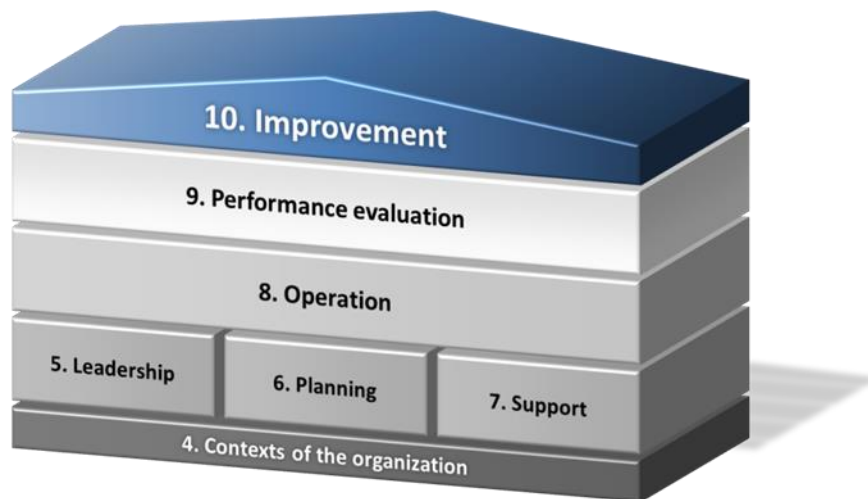 10. Improvement
9. Performance evaluation
8. Operation
5. Leadership
6. Planning
7. Support
4. Contexts of the organization